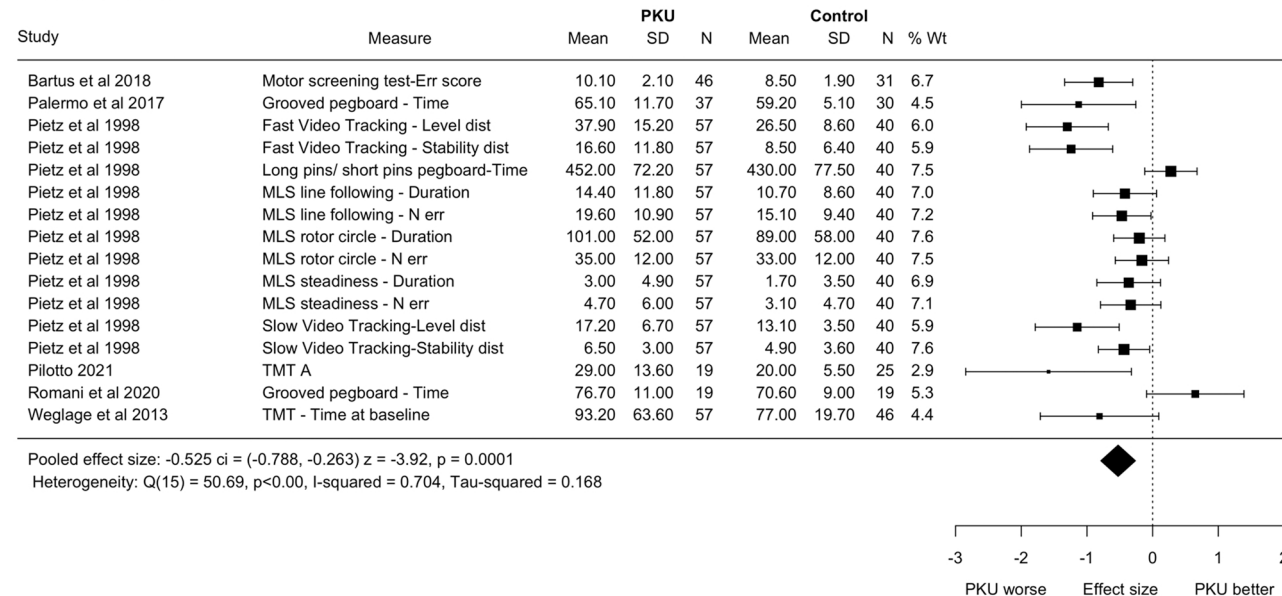 PKU Control
Study Measure Mean SD N Mean SD N % Wt
Bartus et al 2018 Motor screening test-Err score 10.10 2.10 46 8.50 1.90 31 6.7
Palermo et al 2017 Grooved pegboard - Time 65.10 11.70 37 59.20 5.10 30 4.5
Pietz et al 1998 Fast Video Tracking - Level dist 37.90 15.20 57 26.50 8.60 40 6.0
Pietz et al 1998 Fast Video Tracking - Stability dist 16.60 11.80 57 8.50 6.40 40 5.9
Pietz et al 1998 Long pins/ short pins pegboard-Time 452.00 72.20 57 430.00 77.50 40 7.5
Pietz et al 1998 MLS line following - Duration 14.40 11.80 57 10.70 8.60 40 7.0
Pietz et al 1998 MLS line following - N err 19.60 10.90 57 15.10 9.40 40 7.2
Pietz et al 1998 MLS rotor circle - Duration 101.00 52.00 57 89.00 58.00 40 7.6
Pietz et al 1998 MLS rotor circle - N err 35.00 12.00 57 33.00 12.00 40 7.5
Pietz et al 1998 MLS steadiness - Duration 3.00 4.90 57 1.70 3.50 40 6.9
Pietz et al 1998 MLS steadiness - N err 4.70 6.00 57 3.10 4.70 40 7.1
Pietz et al 1998 Slow Video Tracking-Level dist 17.20 6.70 57 13.10 3.50 40 5.9
Pietz et al 1998 Slow Video Tracking-Stability dist 6.50 3.00 57 4.90 3.60 40 7.6
Pilotto 2021 TMT A 29.00 13.60 19 20.00 5.50 25 2.9
Romani et al 2020 Grooved pegboard - Time 76.70 11.00 19 70.60 9.00 19 5.3
Weglage et al 2013 TMT - Time at baseline 93.20 63.60 57 77.00 19.70 46 4.4
Pooled effect size: -0.525 ci = (-0.788, -0.263) z = -3.92, p = 0.0001
Heterogeneity: Q(15) = 50.69, p<0.00, I-squared = 0.704, Tau-squared = 0.168
-3 -2 -1 0 1 2
PKU worse Effect size PKU better